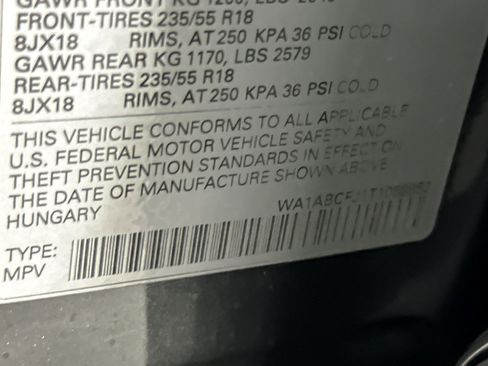 GAWR FRONT KG
FRONT-TIRES 235/55 R18
8JX18 RIMS, AT 250 KPA 36 PSI COLD
GAWR REAR KG 1170, LBS 2579
REAR-TIRES 235/55 R18
8JX18 RIMS, AT 250 KPA 36 PSI COLD
THIS VEHICLE CONFORMS TO ALL APPLICABLE
U.S. FEDERAL MOTOR VEHICLE SAFETY AND
THEFT PREVENTION STANDARDS IN EFFECT ON
THE DATE OF MANUFACTURE SHOWN ABOVE
HUNGARY
TYPE:
MPV